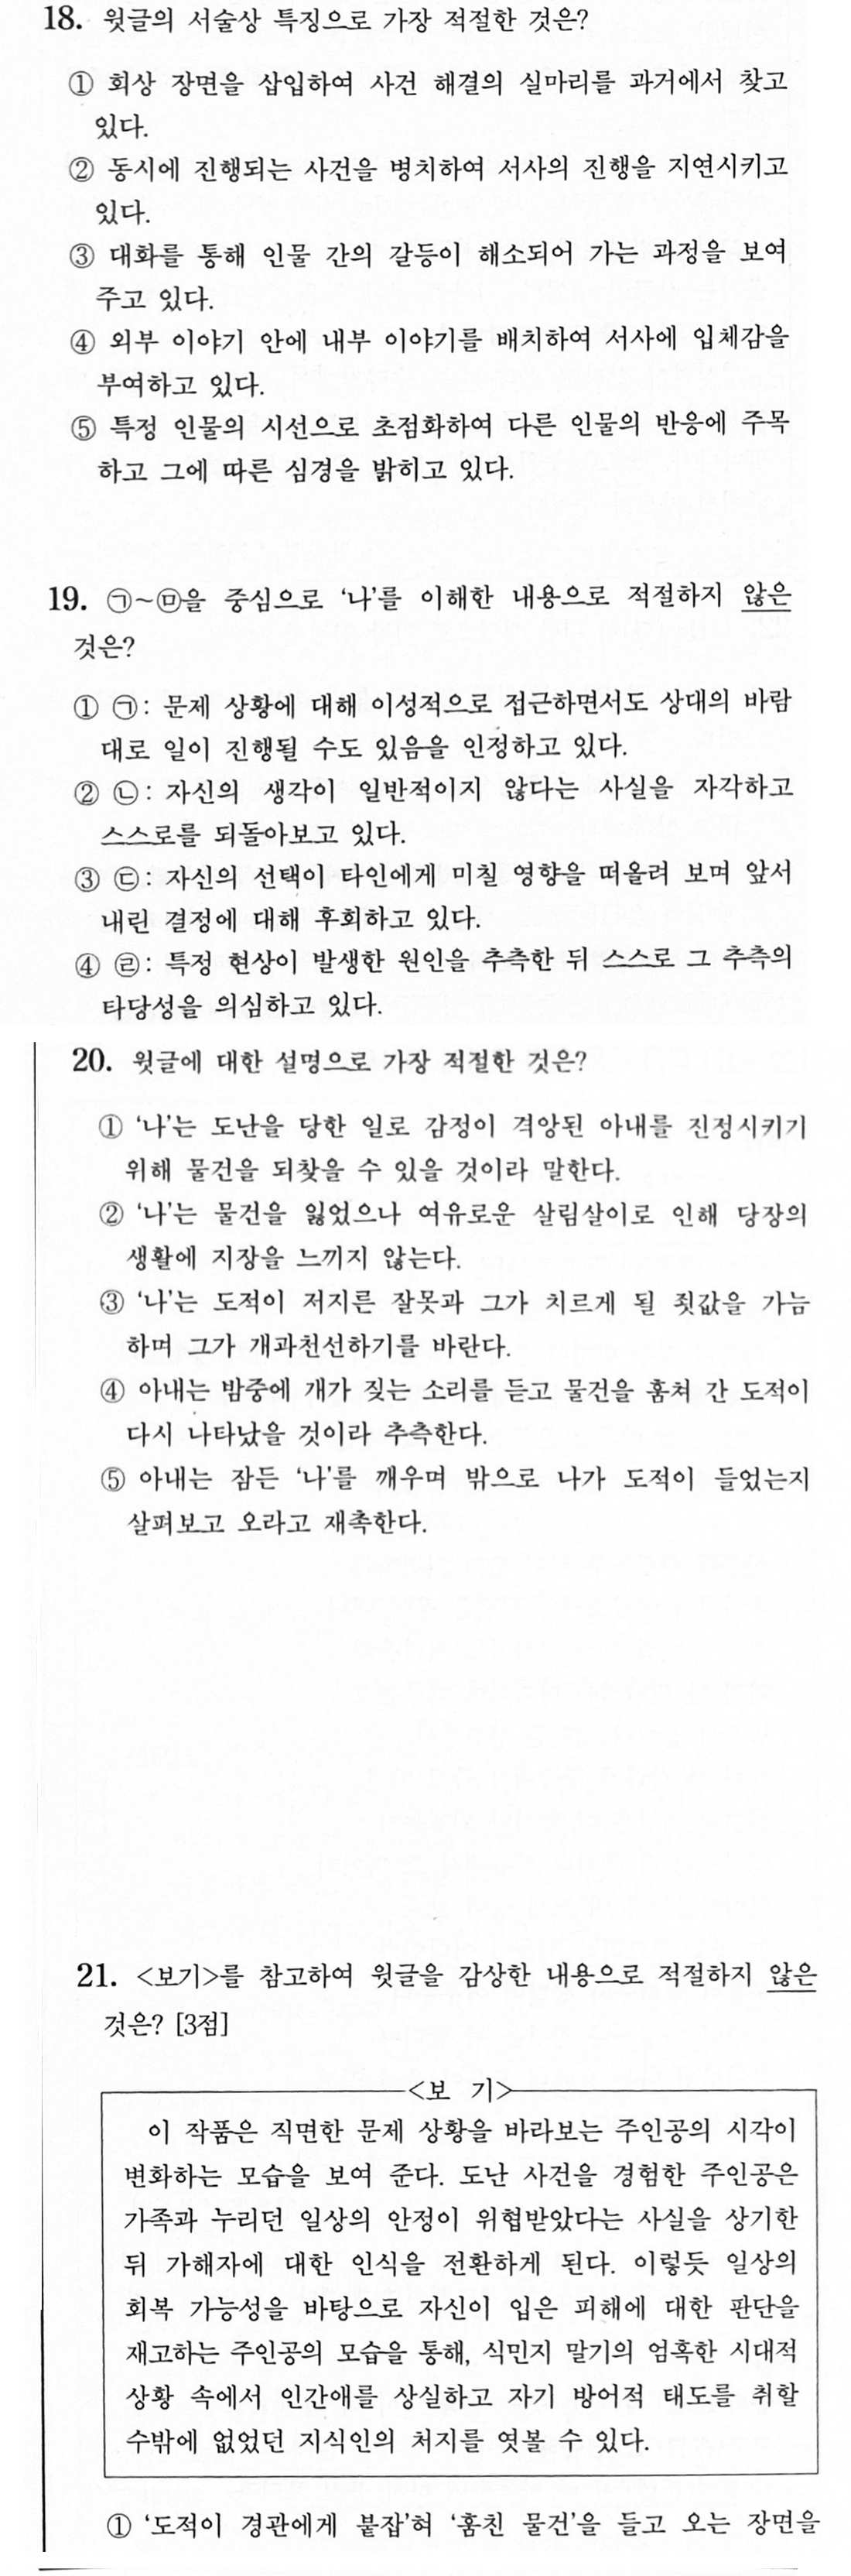 18. 윗글의 서술상 특징으로 가장 적절한 것은?
① 회상 장면을 삽입하여 사건 해결의 실마리를 과거에서 찾고
있다.
② 동시에 진행되는 사건을 병치하여 서사의 진행을 지연시키고
있다.
③ 대화를 통해 인물 간의 갈등이 해소되어 가는 과정을 보여
주고 있다.
④ 외부 이야기 안에 내부 이야기를 배치하여 서사에 입체감을
부여하고 있다.
⑤ 특정 인물의 시선으로 초점화하여 다른 인물의 반응에 주목
하고 그에 따른 심경을 밝히고 있다.
19. ㉠~㉤을 중심으로 ‘나’를 이해한 내용으로 적절하지 않은
것은?
① ㉠: 문제 상황에 대해 이성적으로 접근하면서도 상대의 바람
대로 일이 진행될 수도 있음을 인정하고 있다.
② ㉡: 자신의 생각이 일반적이지 않다는 사실을 자각하고
스스로를 되돌아보고 있다.
③ ㉢: 자신의 선택이 타인에게 미칠 영향을 떠올려 보며 앞서
내린 결정에 대해 후회하고 있다.
④ ㉣: 특정 현상이 발생한 원인을 추측한 뒤 스스로 그 추측의
타당성을 의심하고 있다.
20. 윗글에 대한 설명으로 가장 적절한 것은?
① ‘나’는 도난을 당한 일로 감정이 격앙된 아내를 진정시키기
위해 물건을 되찾을 수 있을 것이라 말한다.
② ‘나’는 물건을 잃었으나 여유로운 살림살이로 인해 당장의
생활에 지장을 느끼지 않는다.
③ ‘나’는 도적이 저지른 잘못과 그가 치르게 될 죗값을 가늠
하며 그가 개과천선하기를 바란다.
④ 아내는 밤중에 개가 짖는 소리를 듣고 물건을 훔쳐 간 도적이
다시 나타났을 것이라 추측한다.
⑤ 아내는 잠든 ‘나’를 깨우며 밖으로 나가 도적이 들었는지
살펴보고 오라고 재촉한다.
21. <보기>를 참고하여 윗글을 감상한 내용으로 적절하지 않은
것은? [3점]
<보 기>
이 작품은 직면한 문제 상황을 바라보는 주인공의 시각이
변화하는 모습을 보여 준다. 도난 사건을 경험한 주인공은
가족과 누리던 일상의 안정이 위협받았다는 사실을 상기한
뒤 가해자에 대한 인식을 전환하게 된다. 이렇듯 일상의
회복 가능성을 바탕으로 자신이 입은 피해에 대한 판단을
재고하는 주인공의 모습을 통해, 식민지 말기의 엄혹한 시대적
상황 속에서 인간애를 상실하고 자기 방어적 태도를 취할
수밖에 없었던 지식인의 처지를 엿볼 수 있다.
① ‘도적이 경관에게 붙잡’혀 ‘훔친 물건’을 들고 오는 장면을